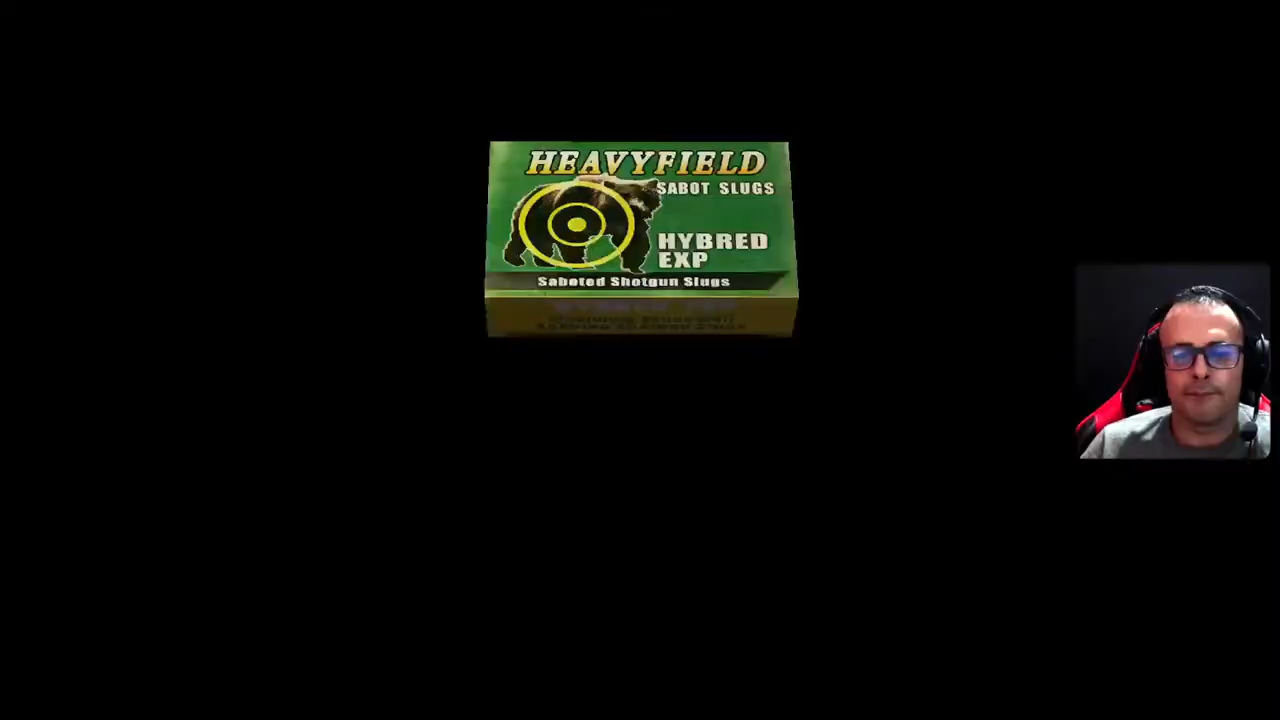 HEAVYFIELD
SABOT SLUGS
HYBRED
EXP
Saboted Shotgun Slugs